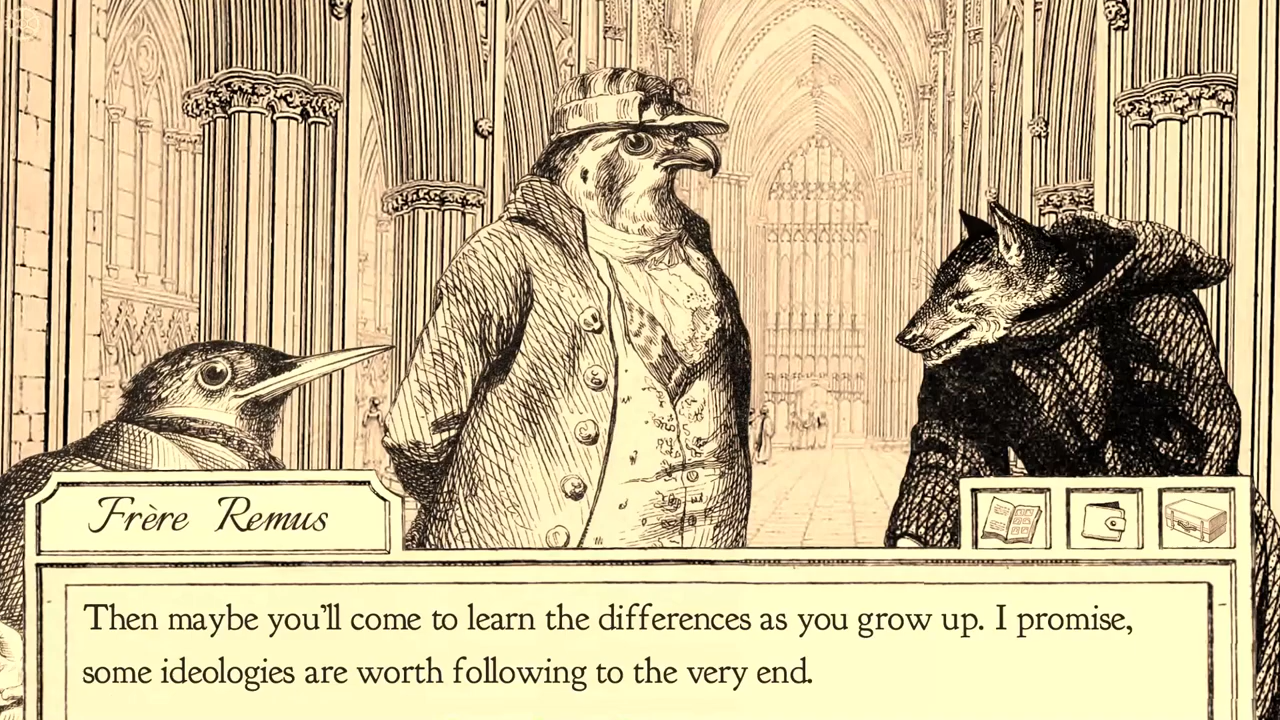 Frère Remus
Then maybe you'll come to learn the differences as you grow up. I promise,
some ideologies are worth following to the very end.